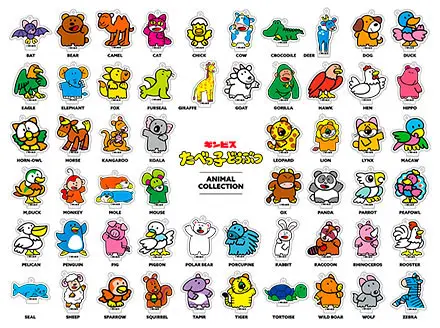 BAT BEAR CAMEL CAT CHICK COW CROCODILE DEER DOG DUCK
EAGLE ELEPHANT FOX FURSEAL GIRAFFE GOAT GORILLA HAWK HEN HIPPO
HORN-OWL HORSE KANGAROO KOALA LEOPARD LION LYNX MACAW
ギンビス
たべっ子どうぶつ
ANIMAL
COLLECTION
M,DUCK MONKEY MOLE MOUSE OX PANDA PARROT PEAFOWL
PELICAN PENGUIN PIG PIGEON POLAR BEAR PORCUPINE RABBIT RACCOON RHINOCEROS ROOSTER
SEAL SHEEP SPARROW SQUIRREL TAPIR TIGER TORTOISE WILD BOAR WOLF ZEBRA